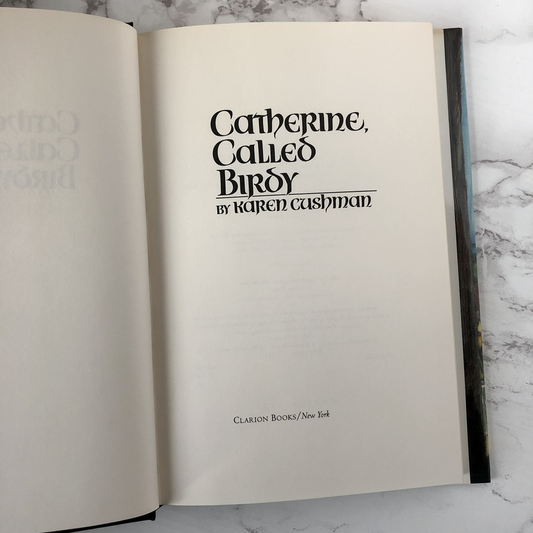 Catherine,
Called
Birdy
by Karen Cushman
Clarion Books/New York